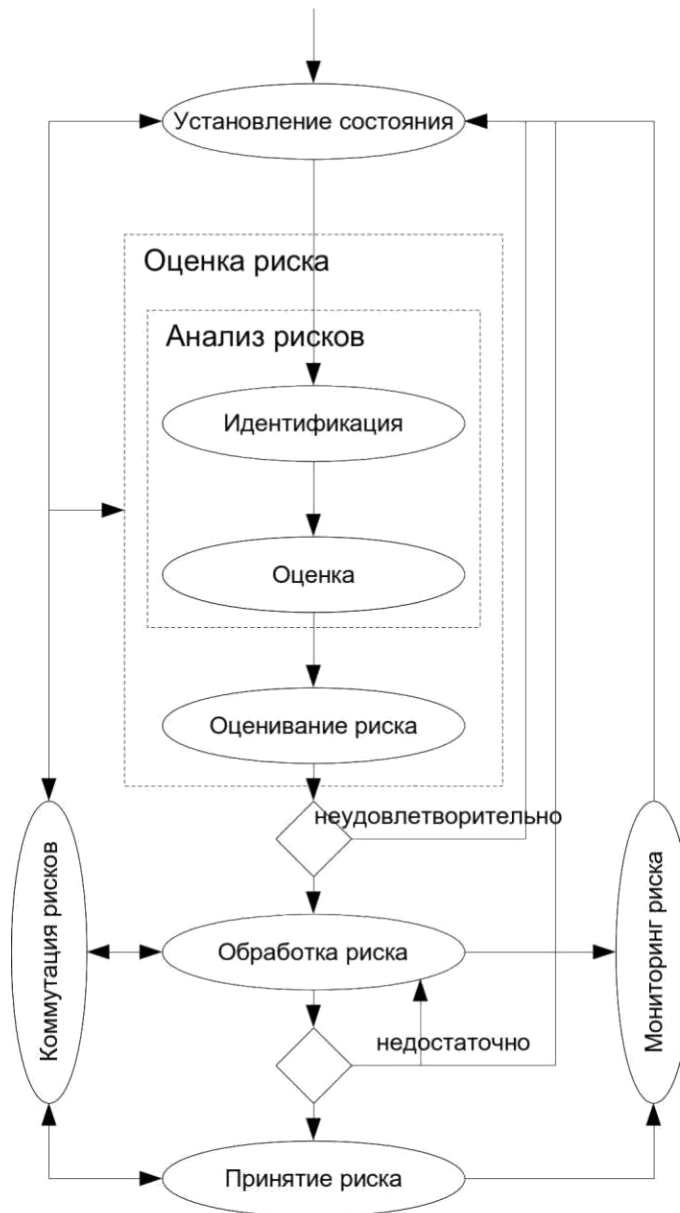 Установление состояния
Оценка риска
Анализ рисков
Идентификация
Оценка
Оценивание риска
неудовлетворительно
Коммутация рисков
Обработка риска
Мониторинг риска
недостаточно
Принятие риска